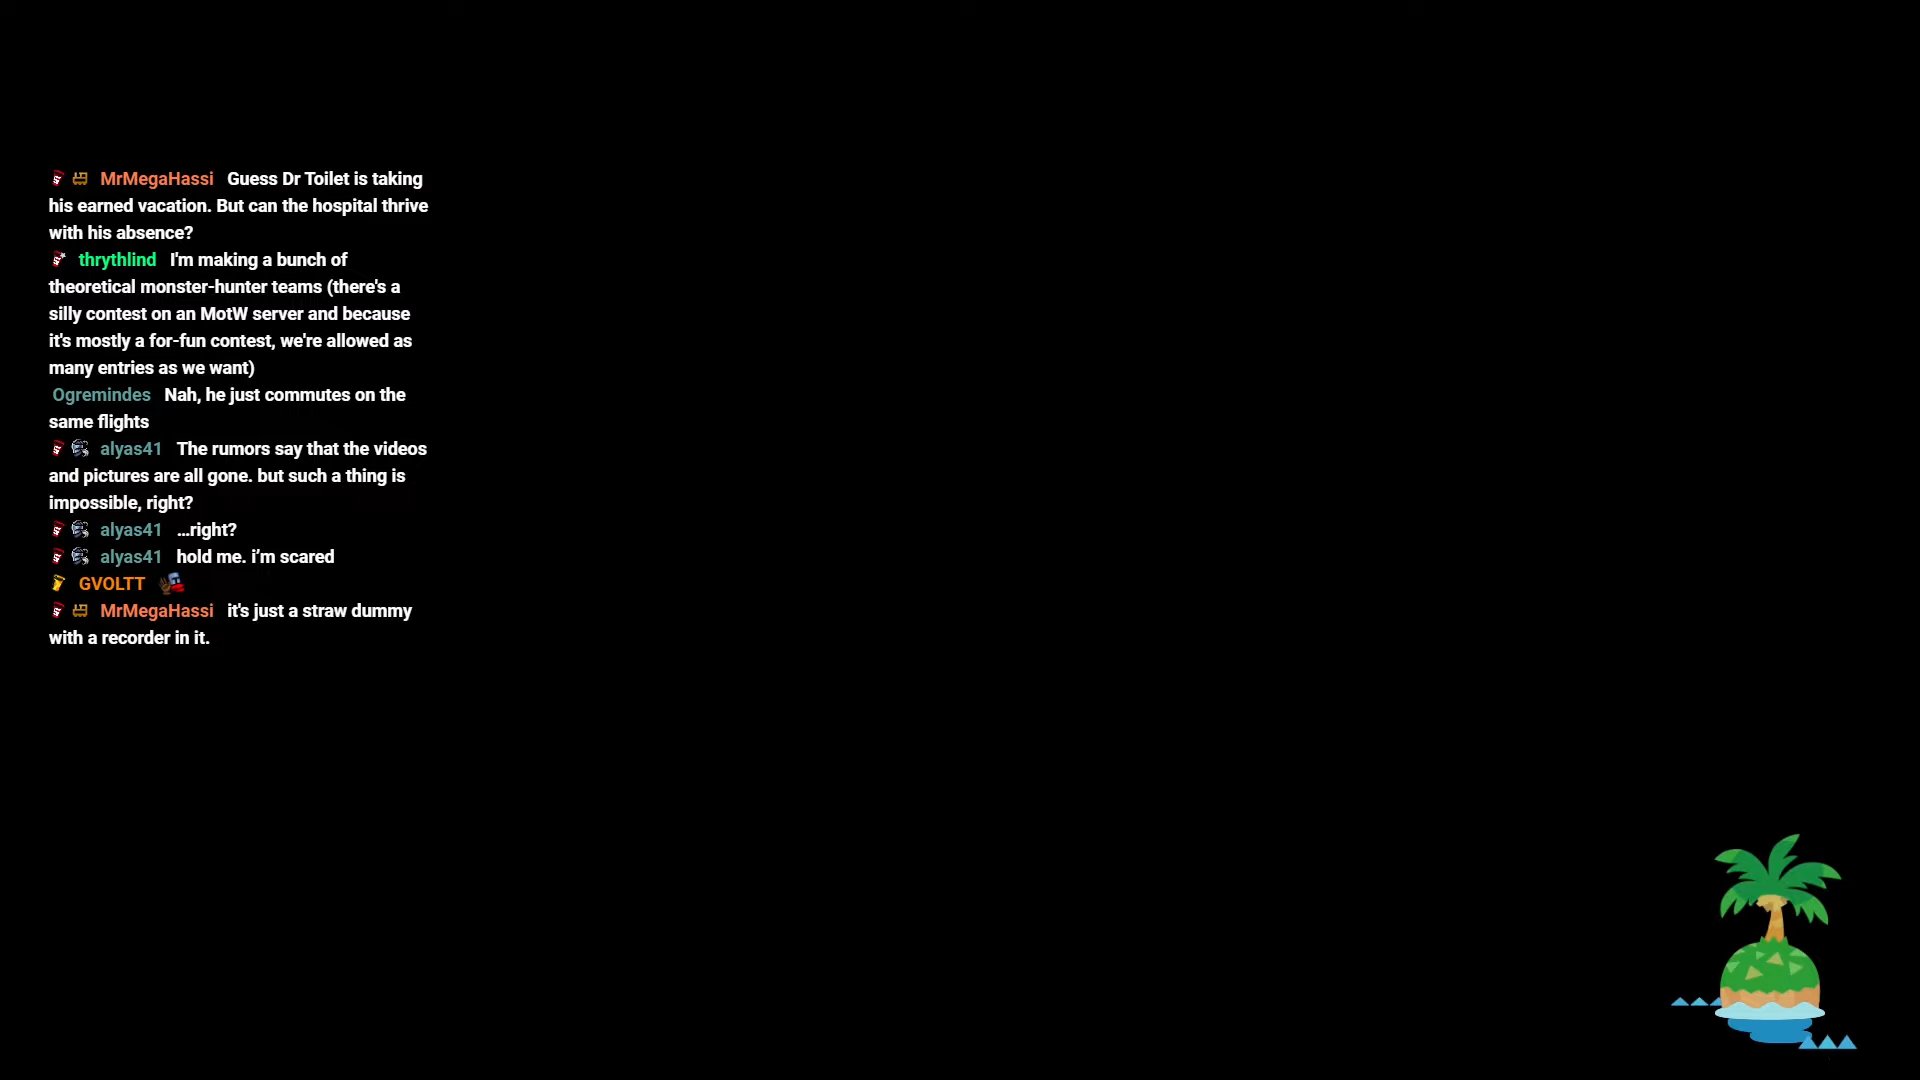 MrMegaHassi Guess Dr Toilet is taking
his earned vacation. But can the hospital thrive
with his absence?
thrythlind I'm making a bunch of
theoretical monster-hunter teams (there's a
silly contest on an MotW server and because
it's mostly a for-fun contest, we're allowed as
many entries as we want)
Ogremindes Nah, he just commutes on the
same flights
alyas41 The rumors say that the videos
and pictures are all gone. but such a thing is
impossible, right?
alyas41 …right?
alyas41 hold me. i’m scared
GVOLTT
MrMegaHassi it's just a straw dummy
with a recorder in it.